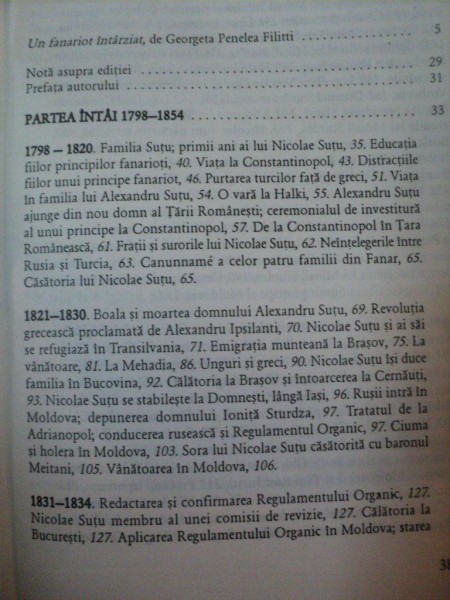 Un fanariot întârziat, de Georgeta Penelea Filitti . . . . . . . . . . . . . . . . 5
Notă asupra ediției . . . . . . . . . . . . . . . . . . . . . . . . . . . . . . . . . . . . . . . . 29
Prefața autorului . . . . . . . . . . . . . . . . . . . . . . . . . . . . . . . . . . . . . . . . . . 31
PARTEA ÎNTÂI 1798—1854 . . . . . . . . . . . . . . . . . . . . . . . . . . . . . . . . 33
1798 — 1820. Familia Suțu; primii ani ai lui Nicolae Suțu, 35. Educația
fiilor principilor fanarioți, 40. Viața la Constantinopol, 43. Distracțiile
fiilor unui principe fanariot, 46. Purtarea turcilor față de greci, 51. Viața
în familia lui Alexandru Suțu, 54. O vară la Halki, 55. Alexandru Suțu
ajunge din nou domn al Țării Românești; ceremonialul de investitură
al unui principe la Constantinopol, 57. De la Constantinopol în Țara
Românească, 61. Frații și surorile lui Nicolae Suțu, 62. Neînțelegerile între
Rusia și Turcia, 63. Canunnamé a celor patru familii din Fanar, 65.
Căsătoria lui Nicolae Suțu, 65.
1821—1830. Boala și moartea domnului Alexandru Suțu, 69. Revoluția
grecească proclamată de Alexandru Ipsilanti, 70. Nicolae Suțu și ai săi
se refugiază în Transilvania, 71. Emigrația munteană la Brașov, 75. La
vânătoare, 81. La Mehadia, 86. Unguri și greci, 90. Nicolae Suțu își duce
familia în Bucovina, 92. Călătoria la Brașov și întoarcerea la Cernăuți,
93. Nicolae Suțu se stabilește la Domnești, lângă Iași, 96. Rușii intră în
Moldova; depunerea domnului Ioniță Sturdza, 97. Tratatul de la
Adrianopol; conducerea rusească și Regulamentul Organic, 97. Ciuma
și holera în Moldova, 103. Sora lui Nicolae Suțu căsătorită cu baronul
Meitani, 105. Vânătoarea în Moldova, 106.
1831—1834. Redactarea și confirmarea Regulamentului Organic, 127.
Nicolae Suțu membru al unei comisii de revizie, 127. Călătoria la
București, 127. Aplicarea Regulamentului Organic în Moldova; starea